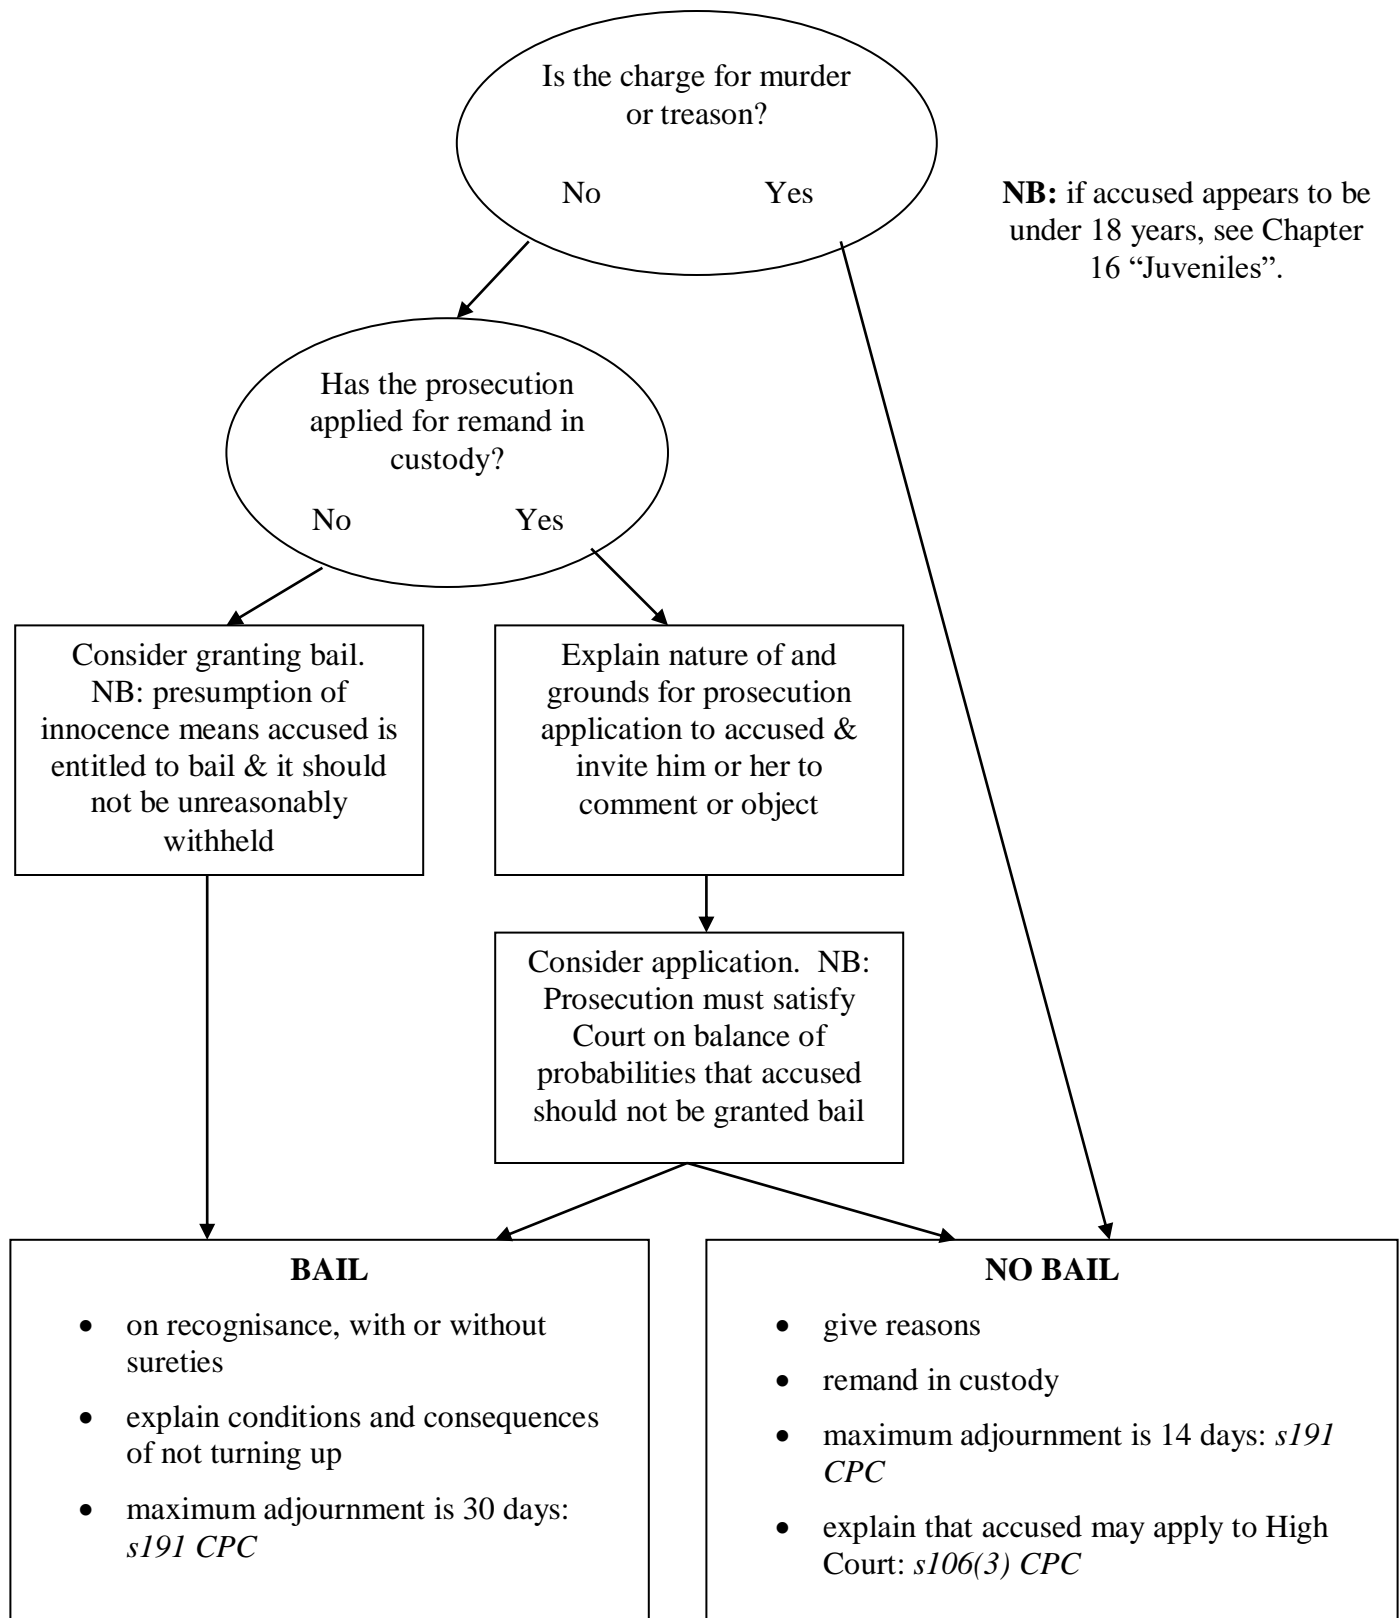 Is the charge for murder
or treason?
No Yes
NB: if accused appears to be
under 18 years, see Chapter
16 “Juveniles”.
Has the prosecution
applied for remand in
custody?
No Yes
Consider granting bail.
NB: presumption of
innocence means accused is
entitled to bail & it should
not be unreasonably
withheld
Explain nature of and
grounds for prosecution
application to accused &
invite him or her to
comment or object
Consider application. NB:
Prosecution must satisfy
Court on balance of
probabilities that accused
should not be granted bail
BAIL
• on recognisance, with or without
sureties
• explain conditions and consequences
of not turning up
• maximum adjournment is 30 days:
s191 CPC
NO BAIL
• give reasons
• remand in custody
• maximum adjournment is 14 days: s191
CPC
• explain that accused may apply to High
Court: s106(3) CPC